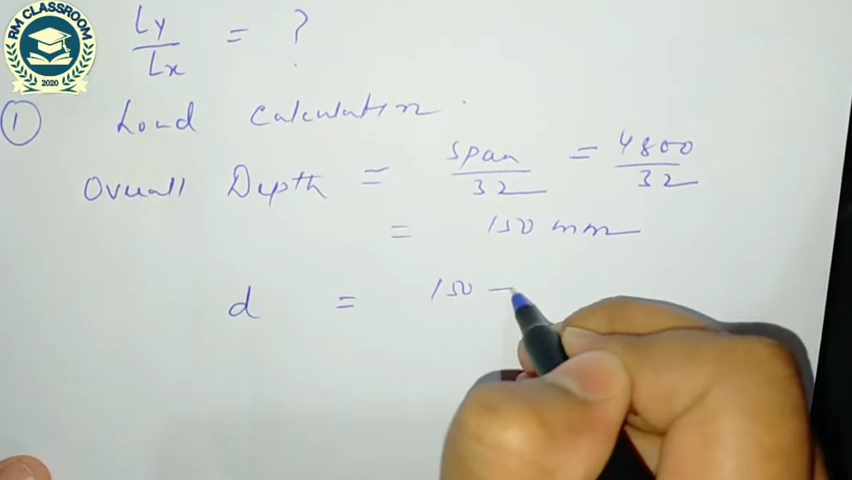 RM CLASSROOM
2020
Ly / Lx = ?
① Load Calculation.
Overall Depth = Span / 32 = 4800 / 32
= 150 mm
d = 150 -